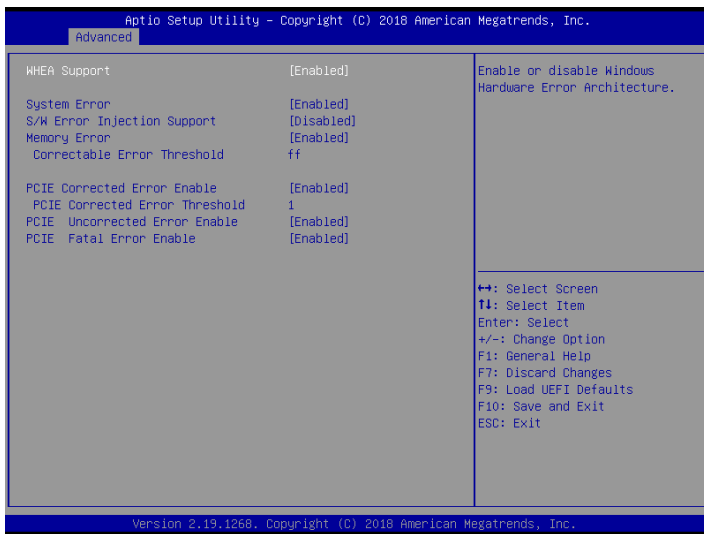 Aptio Setup Utility – Copyright (C) 2018 American Megatrends, Inc.
Advanced
WHEA Support [Enabled]
System Error [Enabled]
S/W Error Injection Support [Disabled]
Memory Error [Enabled]
Correctable Error Threshold ff
PCIE Corrected Error Enable [Enabled]
PCIE Corrected Error Threshold 1
PCIE Uncorrected Error Enable [Enabled]
PCIE Fatal Error Enable [Enabled]
Enable or disable Windows
Hardware Error Architecture.
↔: Select Screen
↑↓: Select Item
Enter: Select
+/-: Change Option
F1: General Help
F7: Discard Changes
F9: Load UEFI Defaults
F10: Save and Exit
ESC: Exit
Version 2.19.1268. Copyright (C) 2018 American Megatrends, Inc.